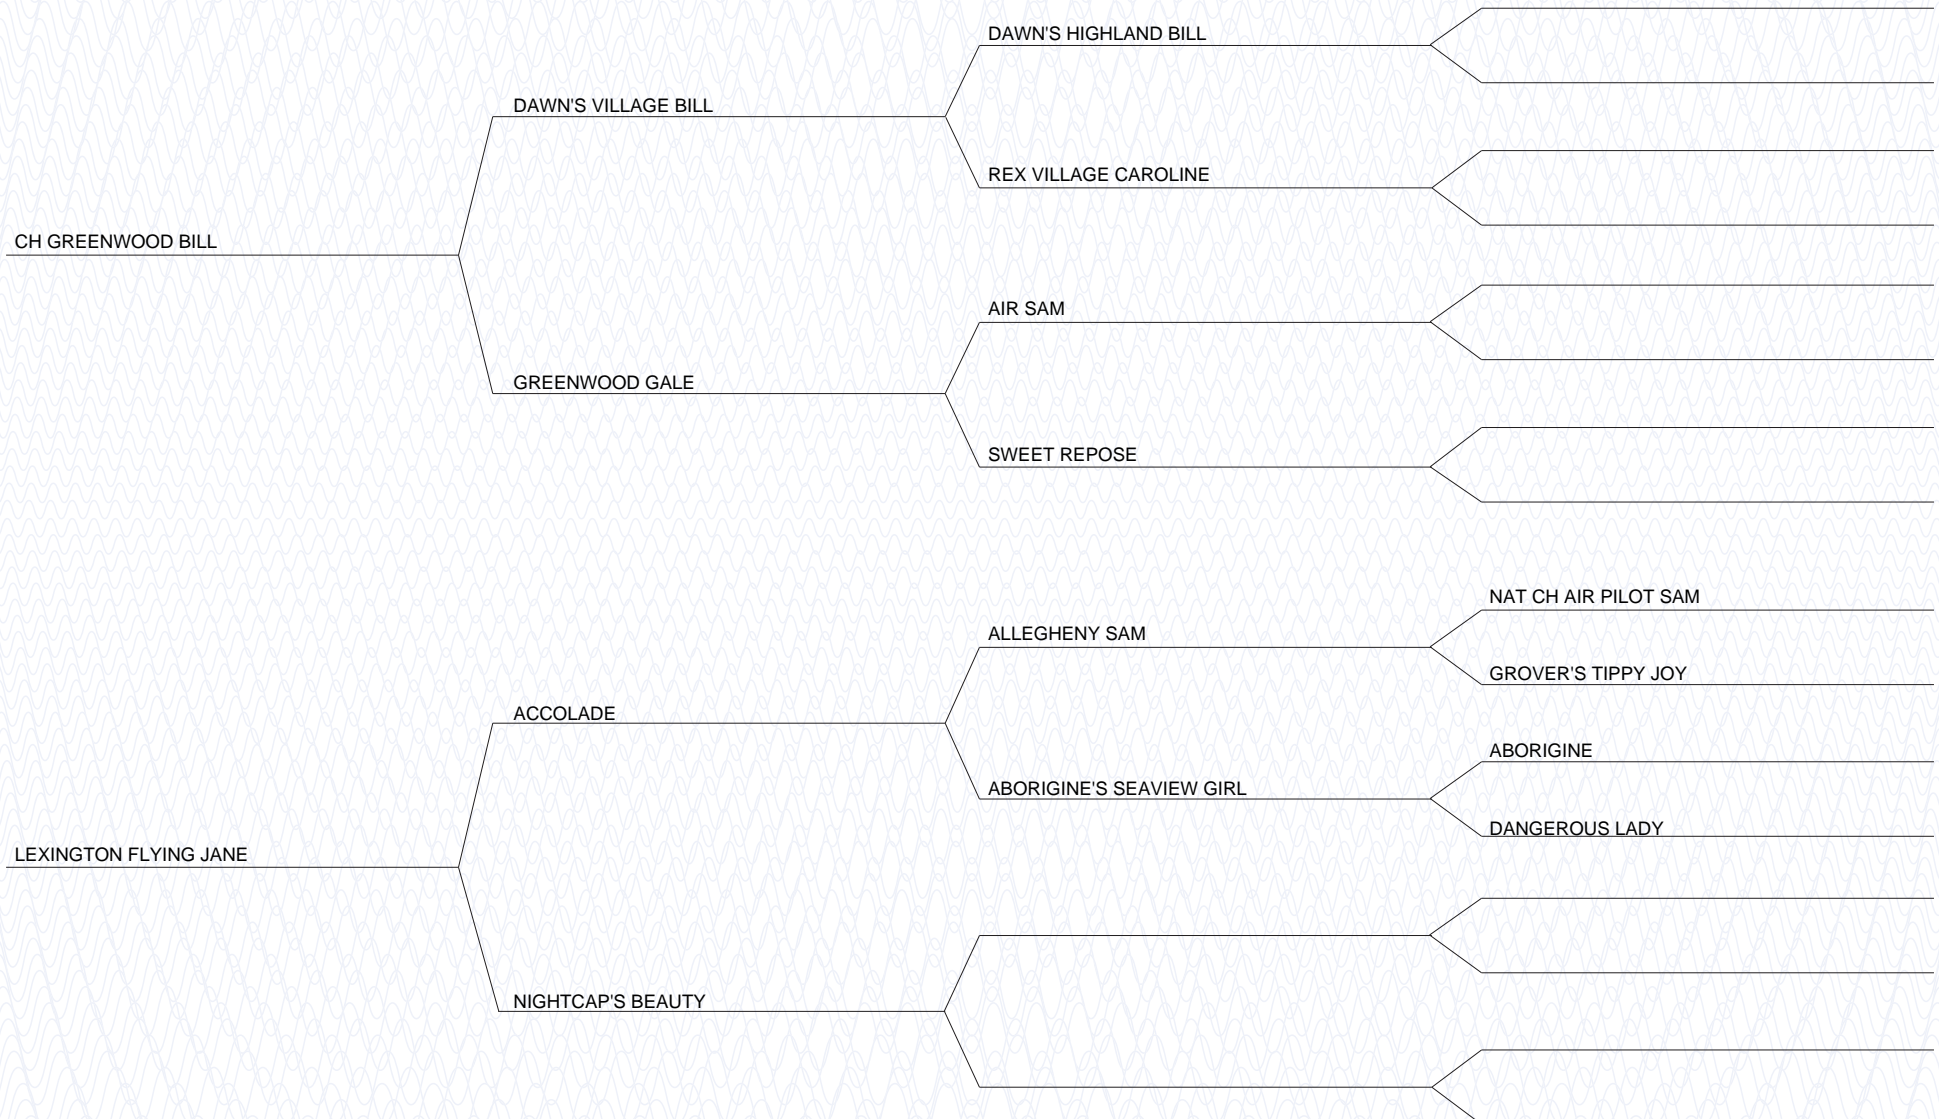 DAWN'S HIGHLAND BILL
DAWN'S VILLAGE BILL
REX VILLAGE CAROLINE
CH GREENWOOD BILL
AIR SAM
GREENWOOD GALE
SWEET REPOSE
NAT CH AIR PILOT SAM
ALLEGHENY SAM
GROVER'S TIPPY JOY
ACCOLADE
ABORIGINE
ABORIGINE'S SEAVIEW GIRL
DANGEROUS LADY
LEXINGTON FLYING JANE
NIGHTCAP'S BEAUTY